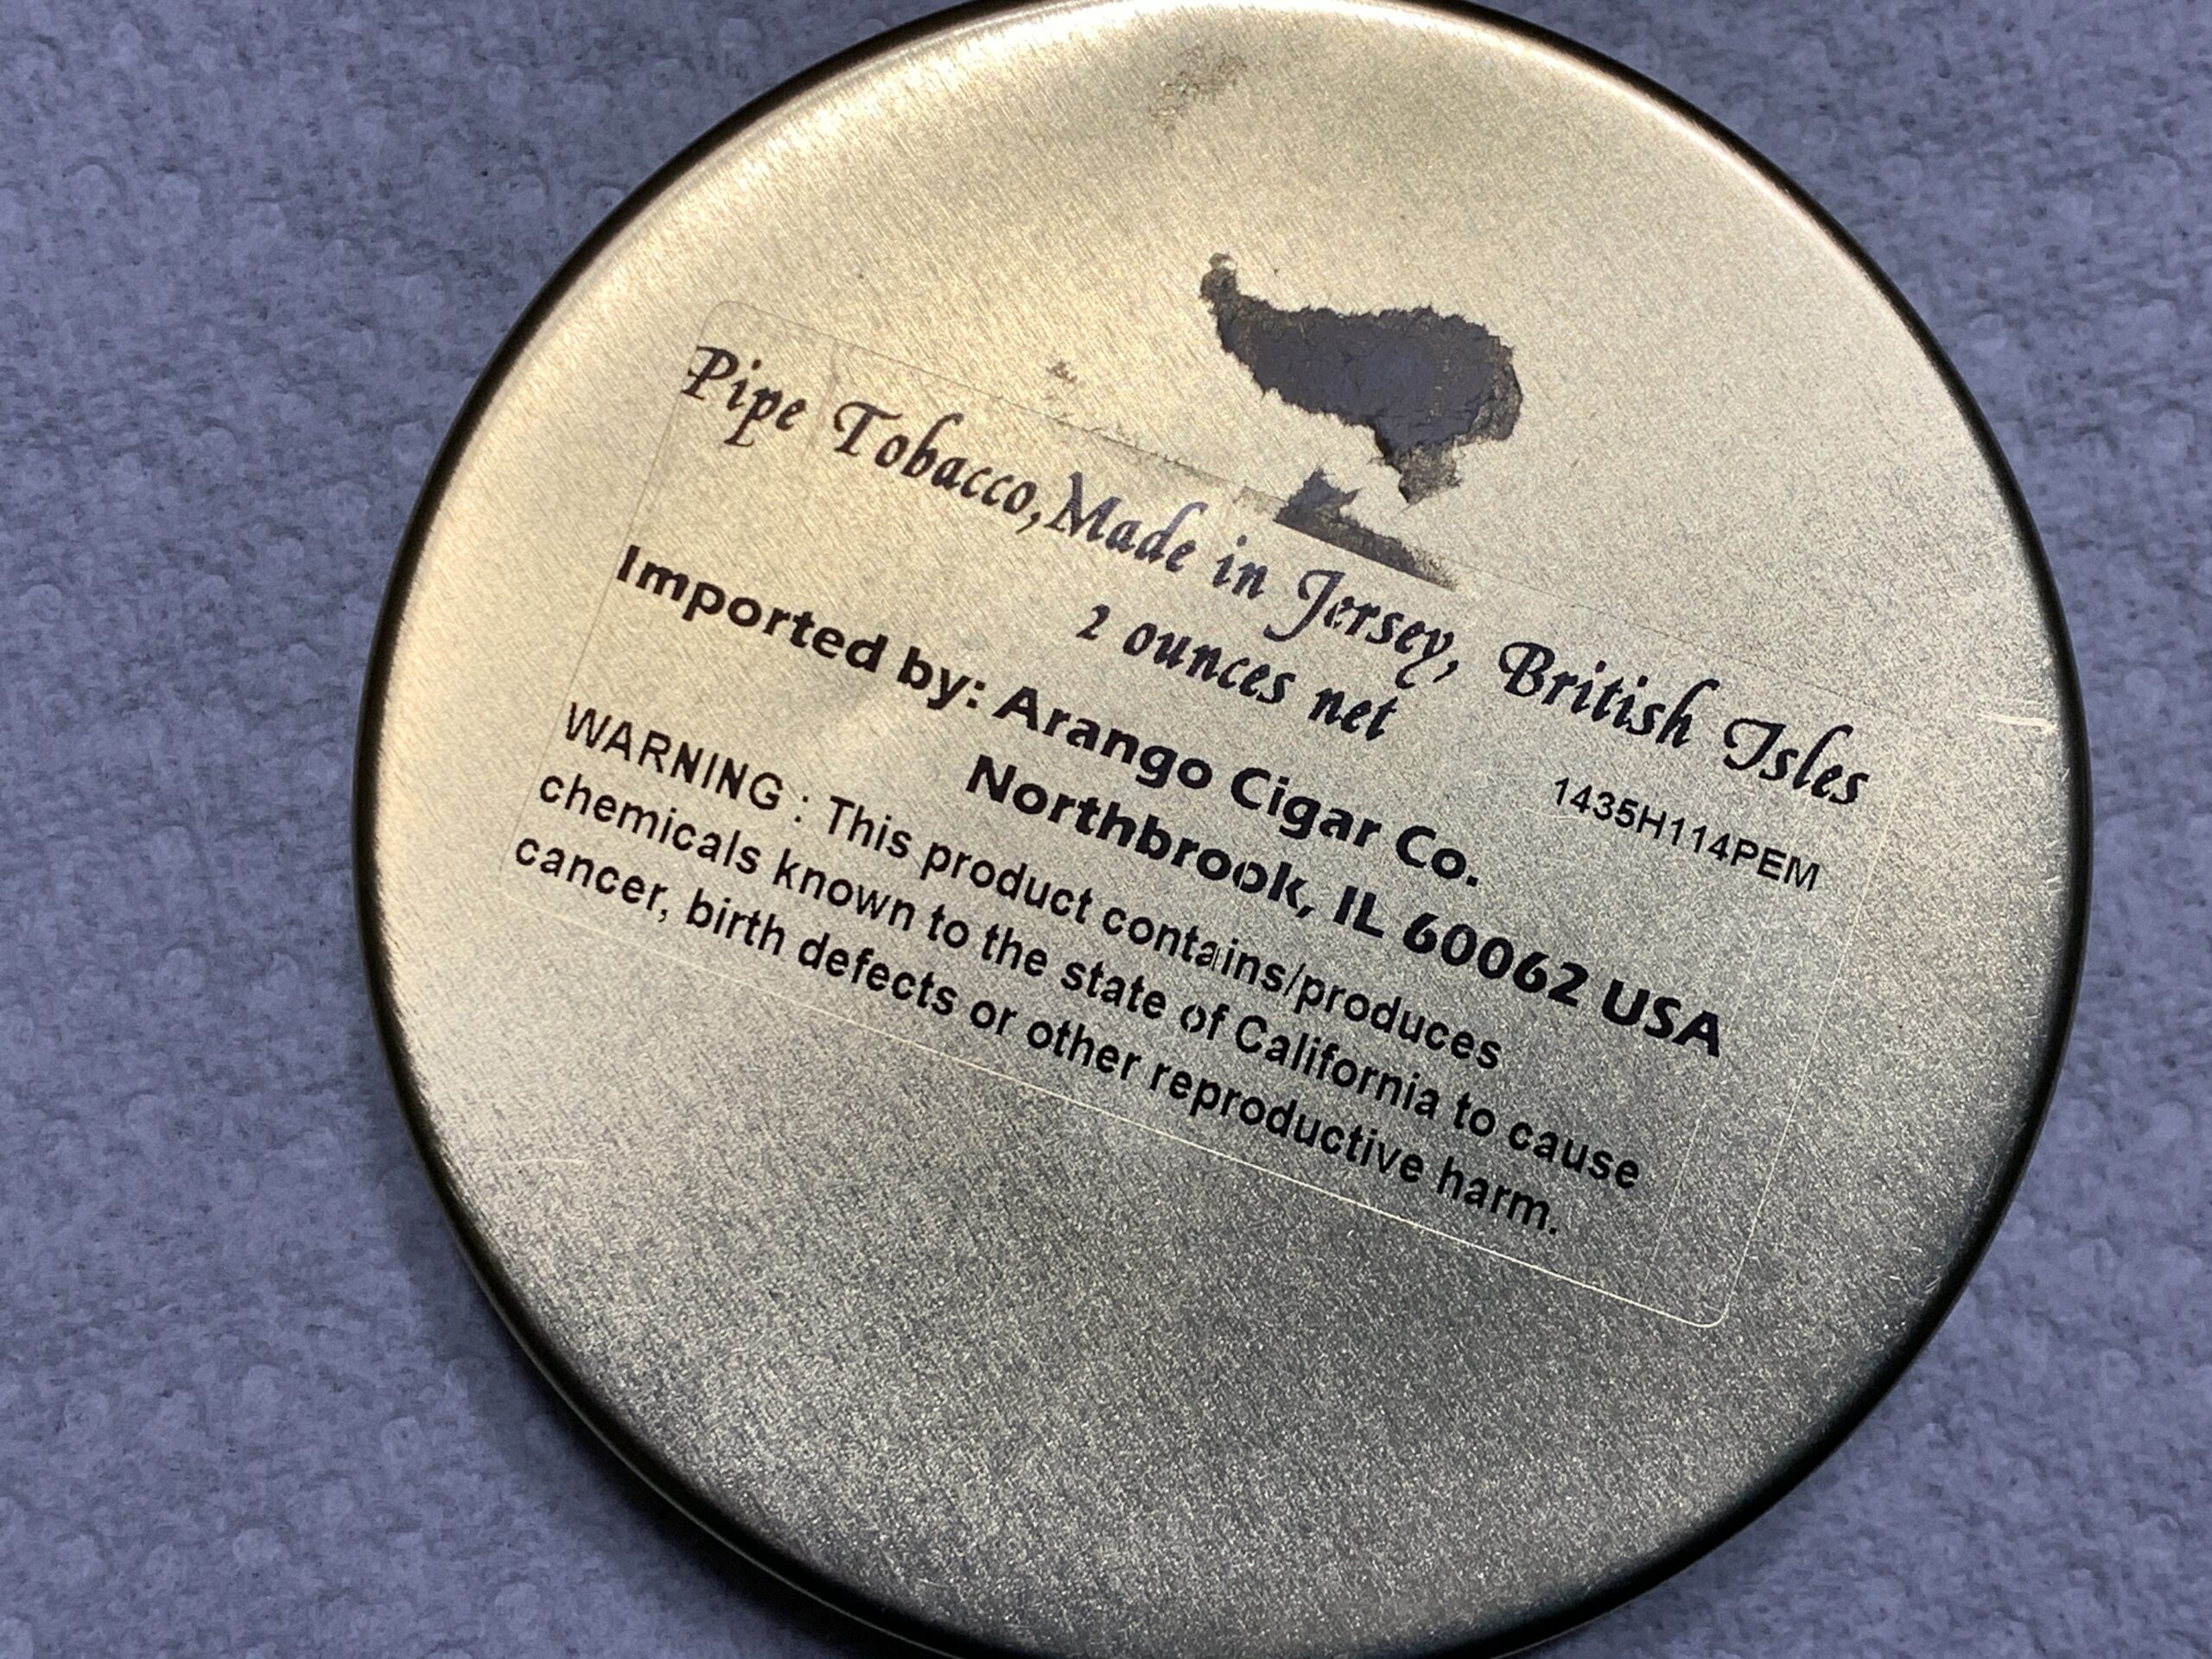 Pipe Tobacco,Made in Jersey, British Isles
2 ounces net
1435H114PEM
Imported by: Arango Cigar Co.
Northbrook, IL 60062 USA
WARNING : This product contains/produces
chemicals known to the state of California to cause
cancer, birth defects or other reproductive harm.